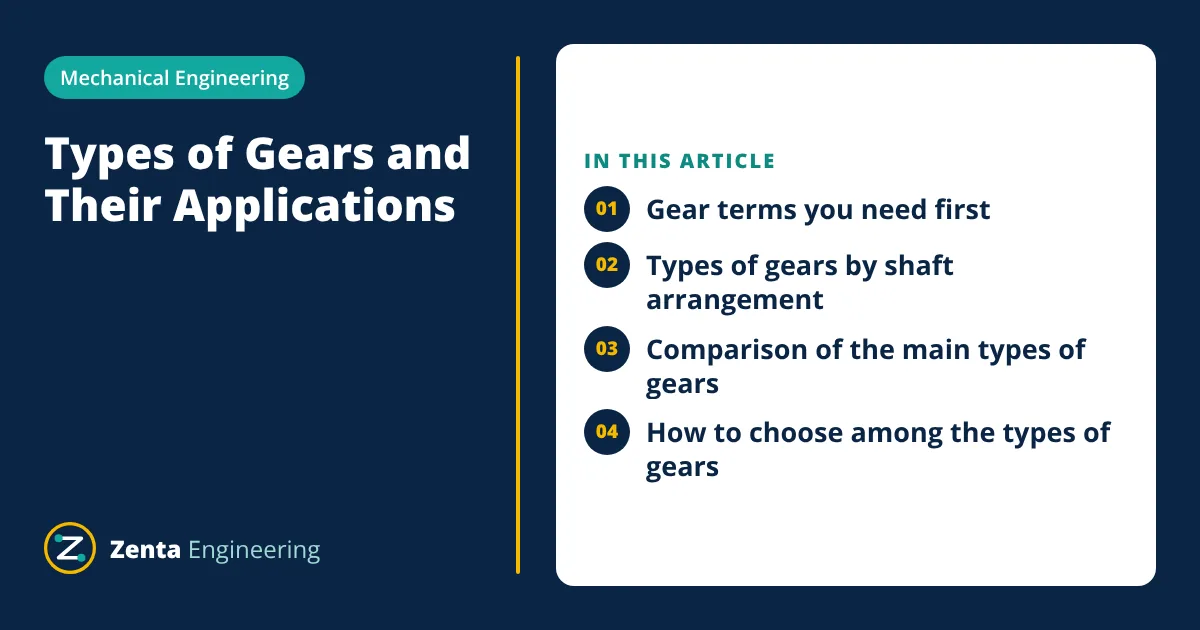 Mechanical Engineering
Types of Gears and
Their Applications
Zenta Engineering
IN THIS ARTICLE
01 Gear terms you need first
02 Types of gears by shaft
arrangement
03 Comparison of the main types of
gears
04 How to choose among the types of
gears